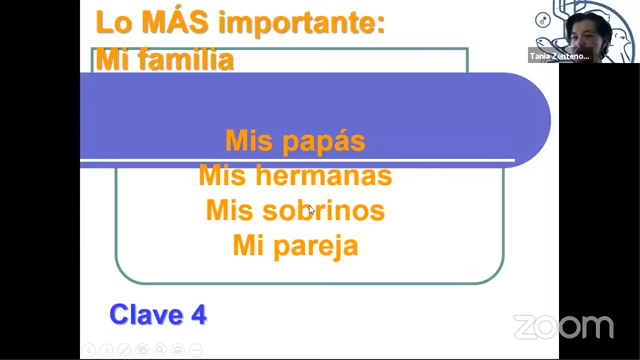 Lo MÁS importante:
Mi familia
Tania Zenteno...
Mis papás
Mis hermanas
Mis sobrinos
Mi pareja
Clave 4
zoom